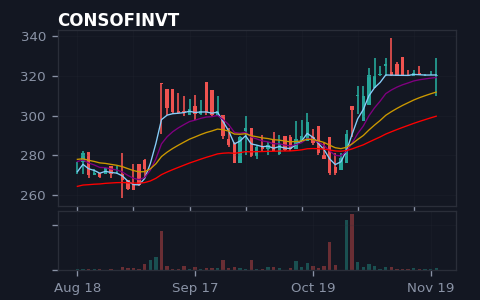 CONSOFINVT
340
320
300
280
260
Aug 18
Sep 17
Oct 19
Nov 19